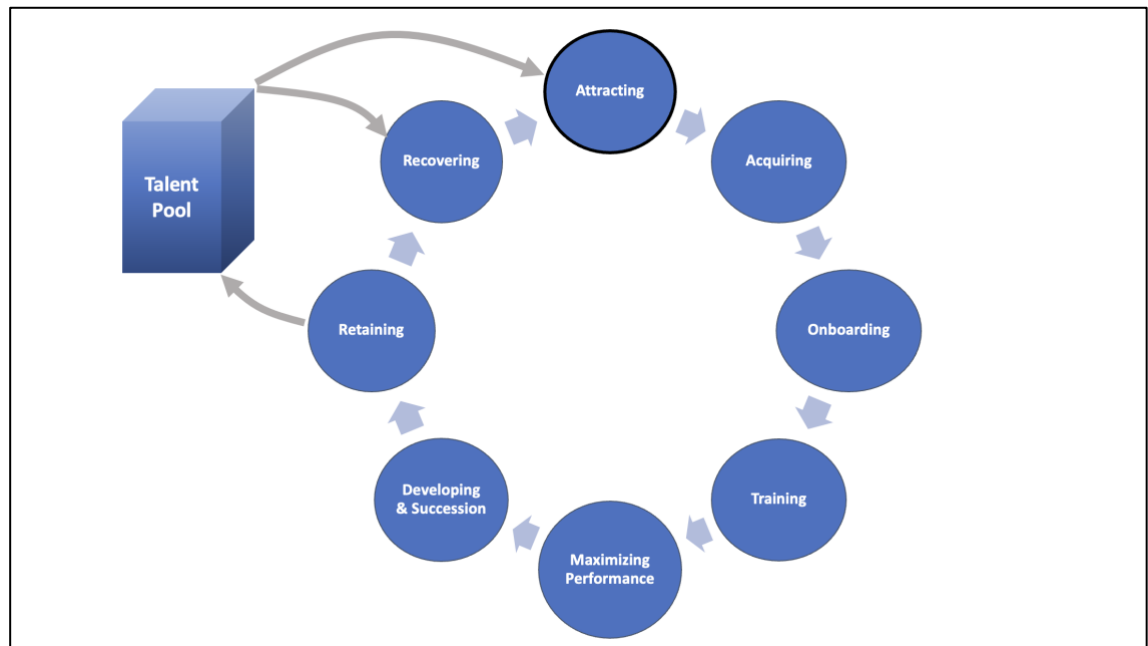 Attracting
Acquiring
Onboarding
Training
Maximizing
Performance
Developing
& Succession
Retaining
Recovering
Talent
Pool